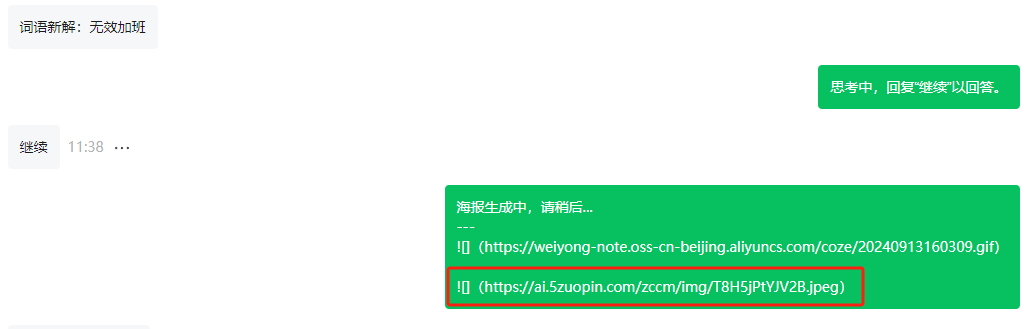 词语新解：无效加班
思考中，回复“继续”以回答。
继续 11:38 ···
海报生成中，请稍后...
---
![]（https://weiyong-note.oss-cn-beijing.aliyuncs.com/coze/20240913160309.gif）
![]（https://ai.5zuopin.com/zccm/img/T8H5jPtYJV2B.jpeg）